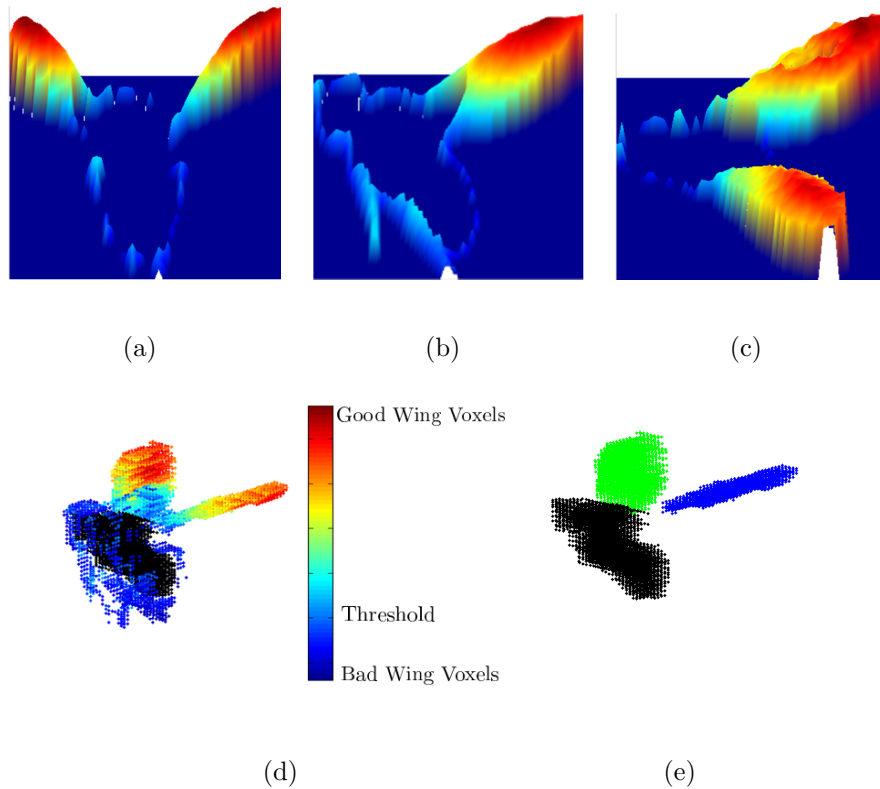 (a)
(b)
(c)
Good Wing Voxels
Threshold
Bad Wing Voxels
(d)
(e)